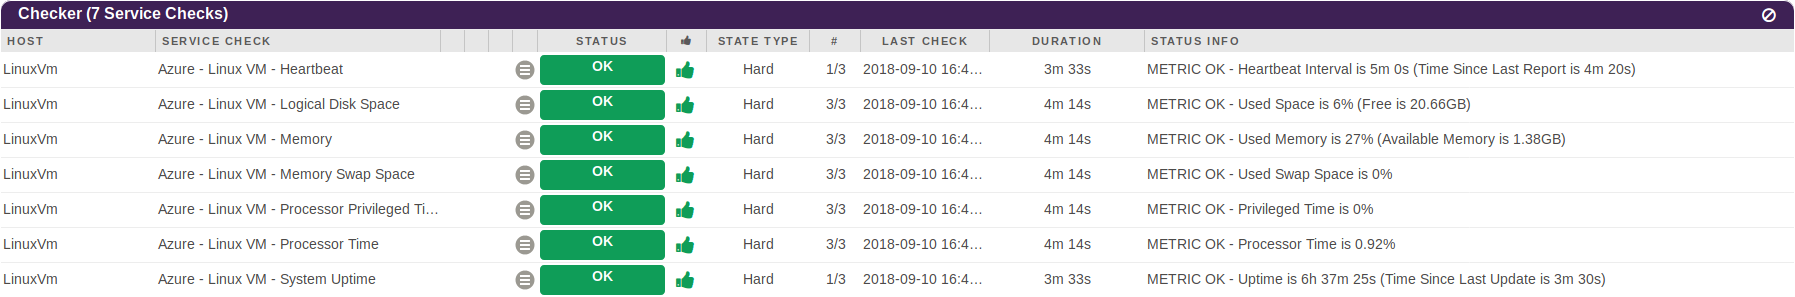 Checker (7 Service Checks)
HOST SERVICE CHECK STATUS STATE TYPE # LAST CHECK DURATION STATUS INFO
LinuxVm Azure - Linux VM - Heartbeat OK Hard 1/3 2018-09-10 16:4... 3m 33s METRIC OK - Heartbeat Interval is 5m 0s (Time Since Last Report is 4m 20s)
LinuxVm Azure - Linux VM - Logical Disk Space OK Hard 3/3 2018-09-10 16:4... 4m 14s METRIC OK - Used Space is 6% (Free is 20.66GB)
LinuxVm Azure - Linux VM - Memory OK Hard 3/3 2018-09-10 16:4... 4m 14s METRIC OK - Used Memory is 27% (Available Memory is 1.38GB)
LinuxVm Azure - Linux VM - Memory Swap Space OK Hard 3/3 2018-09-10 16:4... 4m 14s METRIC OK - Used Swap Space is 0%
LinuxVm Azure - Linux VM - Processor Privileged Ti... OK Hard 3/3 2018-09-10 16:4... 4m 14s METRIC OK - Privileged Time is 0%
LinuxVm Azure - Linux VM - Processor Time OK Hard 3/3 2018-09-10 16:4... 4m 14s METRIC OK - Processor Time is 0.92%
LinuxVm Azure - Linux VM - System Uptime OK Hard 1/3 2018-09-10 16:4... 3m 33s METRIC OK - Uptime is 6h 37m 25s (Time Since Last Update is 3m 30s)